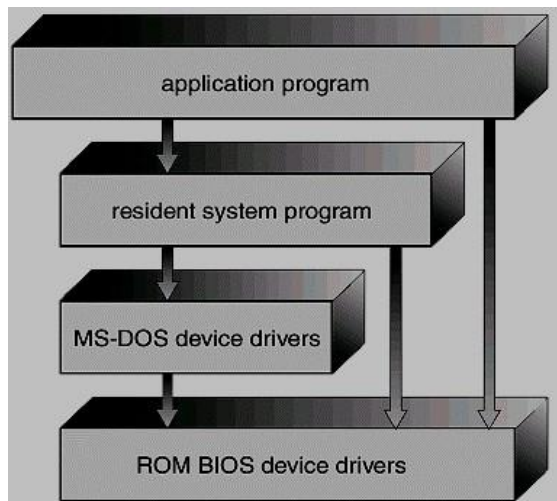 application program
resident system program
MS-DOS device drivers
ROM BIOS device drivers